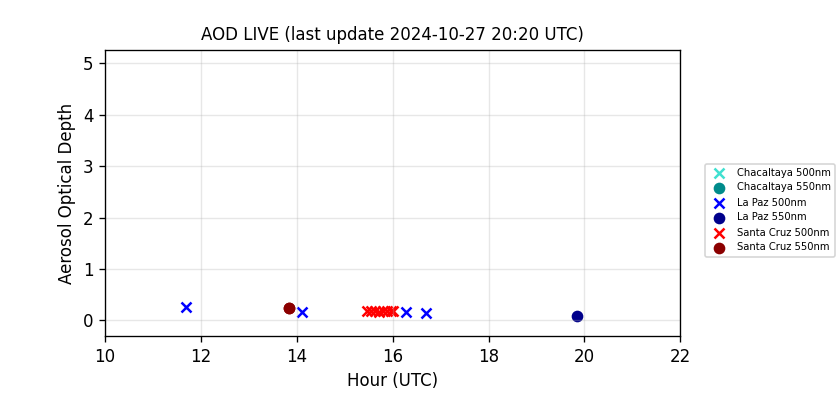 AOD LIVE (last update 2024-10-27 20:20 UTC)
5
4
3
2
1
0
Aerosol Optical Depth
10 12 14 16 18 20 22
Hour (UTC)
Chacaltaya 500nm
Chacaltaya 550nm
La Paz 500nm
La Paz 550nm
Santa Cruz 500nm
Santa Cruz 550nm